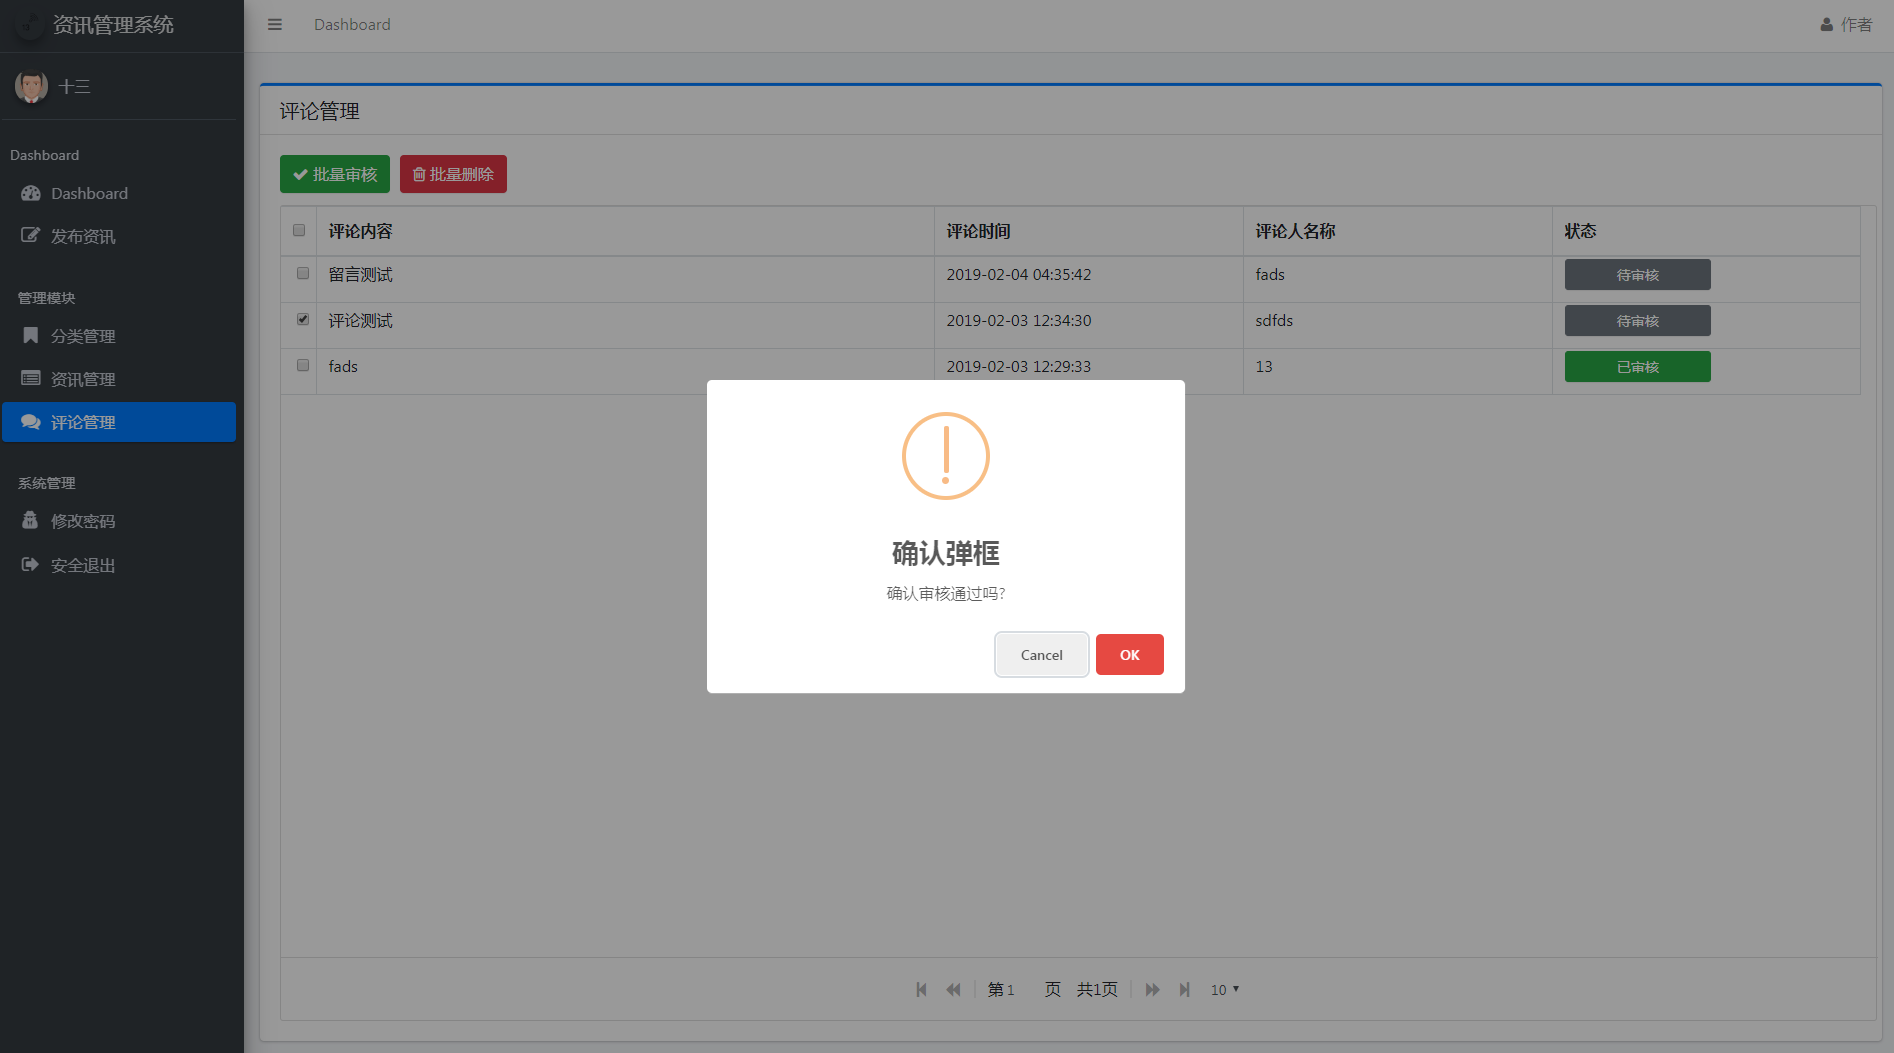 资讯管理系统
Dashboard
作者
十三
Dashboard
Dashboard
发布资讯
管理模块
分类管理
资讯管理
评论管理
系统管理
修改密码
安全退出
评论管理
批量审核 批量删除
评论内容 评论时间 评论人名称 状态
留言测试 2019-02-04 04:35:42 fads 待审核
评论测试 2019-02-03 12:34:30 sdfds 待审核
fads 2019-02-03 12:29:33 13 已审核
确认弹框
确认审核通过吗?
Cancel OK
第 1 页 共1页 10